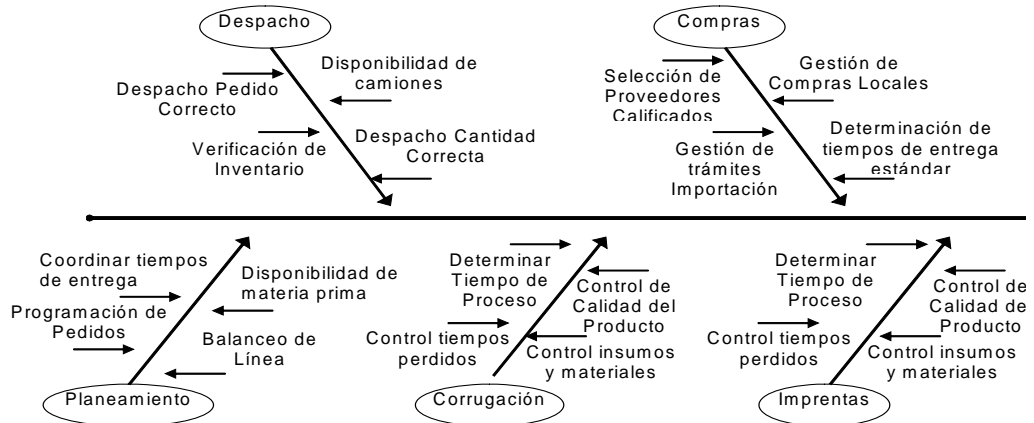 Despacho
Despacho Pedido
Correcto
Disponibilidad de
camiones
Verificación de
Inventario
Despacho Cantidad
Correcta
Compras
Selección de
Proveedores
Calificados
Gestión de
Compras Locales
Gestión de
trámites
Importación
Determinación de
tiempos de entrega
estándar
Coordinar tiempos
de entrega
Disponibilidad de
materia prima
Programación de
Pedidos
Balanceo de
Línea
Planeamiento
Determinar
Tiempo de
Proceso
Control de
Calidad del
Producto
Control tiempos
perdidos
Control insumos
y materiales
Corrugación
Determinar
Tiempo de
Proceso
Control de
Calidad del
Producto
Control tiempos
perdidos
Control insumos
y materiales
Imprentas